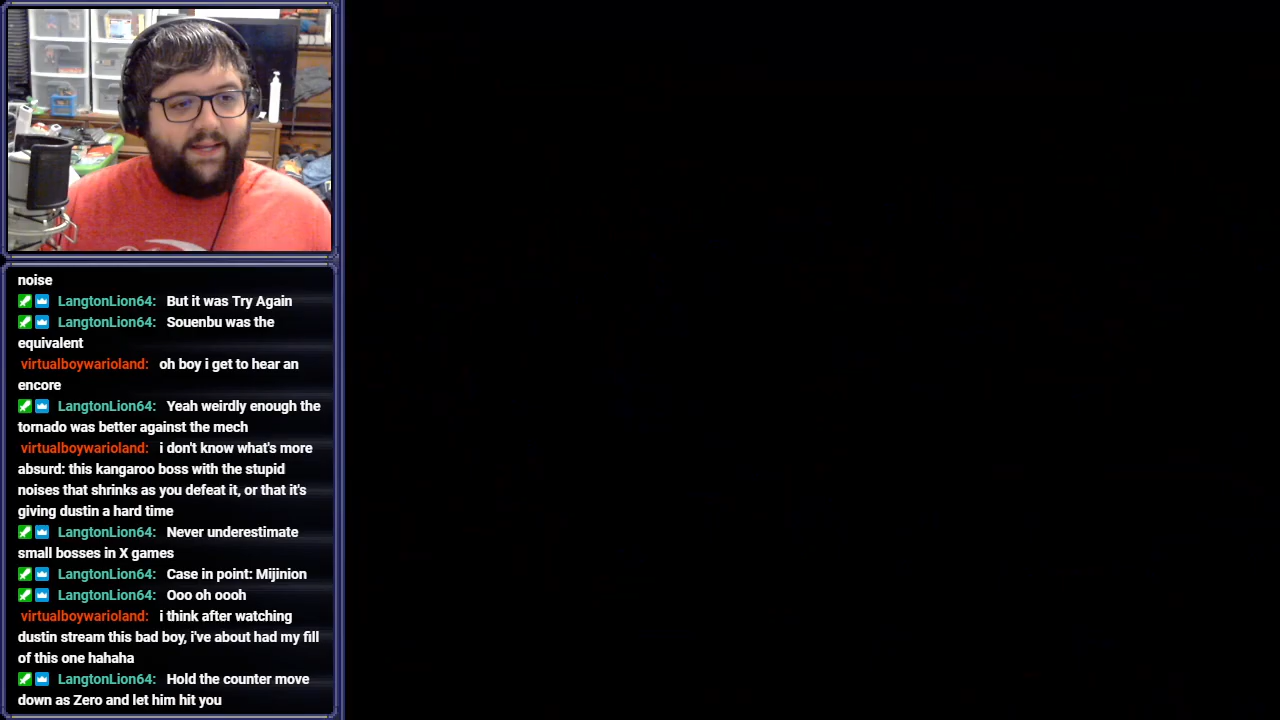 noise
LangtonLion64: But it was Try Again
LangtonLion64: Souenbu was the
equivalent
virtualboywarioland: oh boy i get to hear an
encore
LangtonLion64: Yeah weirdly enough the
tornado was better against the mech
virtualboywarioland: i don't know what's more
absurd: this kangaroo boss with the stupid
noises that shrinks as you defeat it, or that it's
giving dustin a hard time
LangtonLion64: Never underestimate
small bosses in X games
LangtonLion64: Case in point: Mijinion
LangtonLion64: Ooo oh oooh
virtualboywarioland: i think after watching
dustin stream this bad boy, i've about had my fill
of this one hahaha
LangtonLion64: Hold the counter move
down as Zero and let him hit you